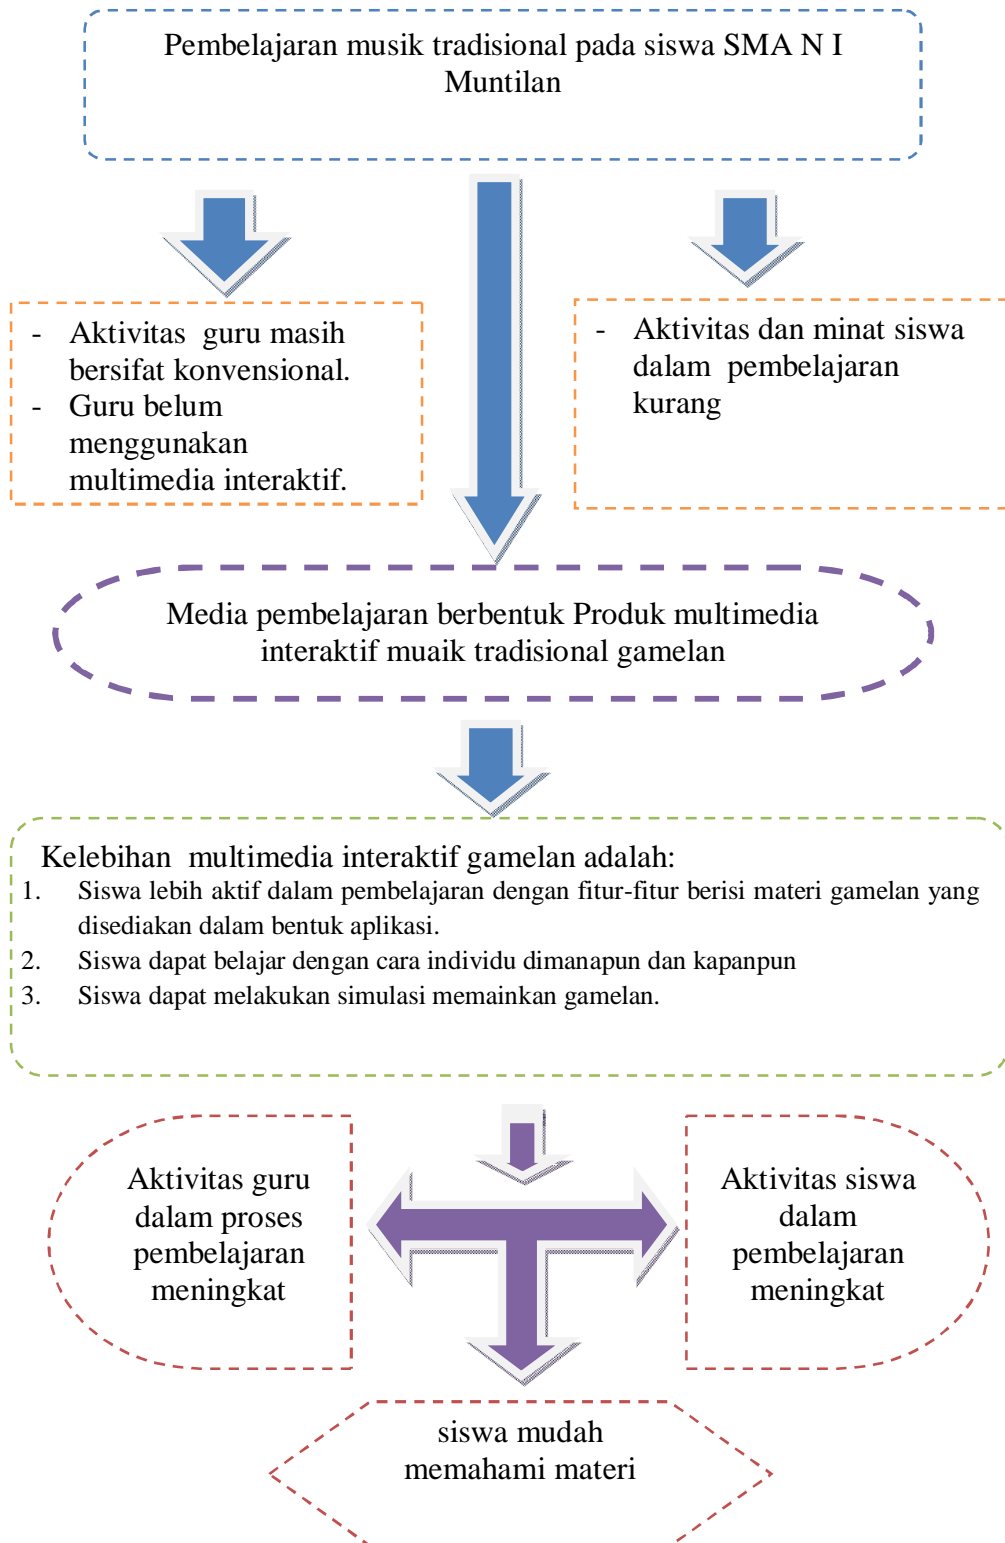 Pembelajaran musik tradisional pada siswa SMA N I
Muntilan
- Aktivitas guru masih
bersifat konvensional.
- Guru belum
menggunakan
multimedia interaktif.
- Aktivitas dan minat siswa
dalam pembelajaran
kurang
Media pembelajaran berbentuk Produk multimedia
interaktif muaik tradisional gamelan
Kelebihan multimedia interaktif gamelan adalah:
1. Siswa lebih aktif dalam pembelajaran dengan fitur-fitur berisi materi gamelan yang
disediakan dalam bentuk aplikasi.
2. Siswa dapat belajar dengan cara individu dimanapun dan kapanpun
3. Siswa dapat melakukan simulasi memainkan gamelan.
Aktivitas guru
dalam proses
pembelajaran
meningkat
Aktivitas siswa
dalam
pembelajaran
meningkat
siswa mudah
memahami materi